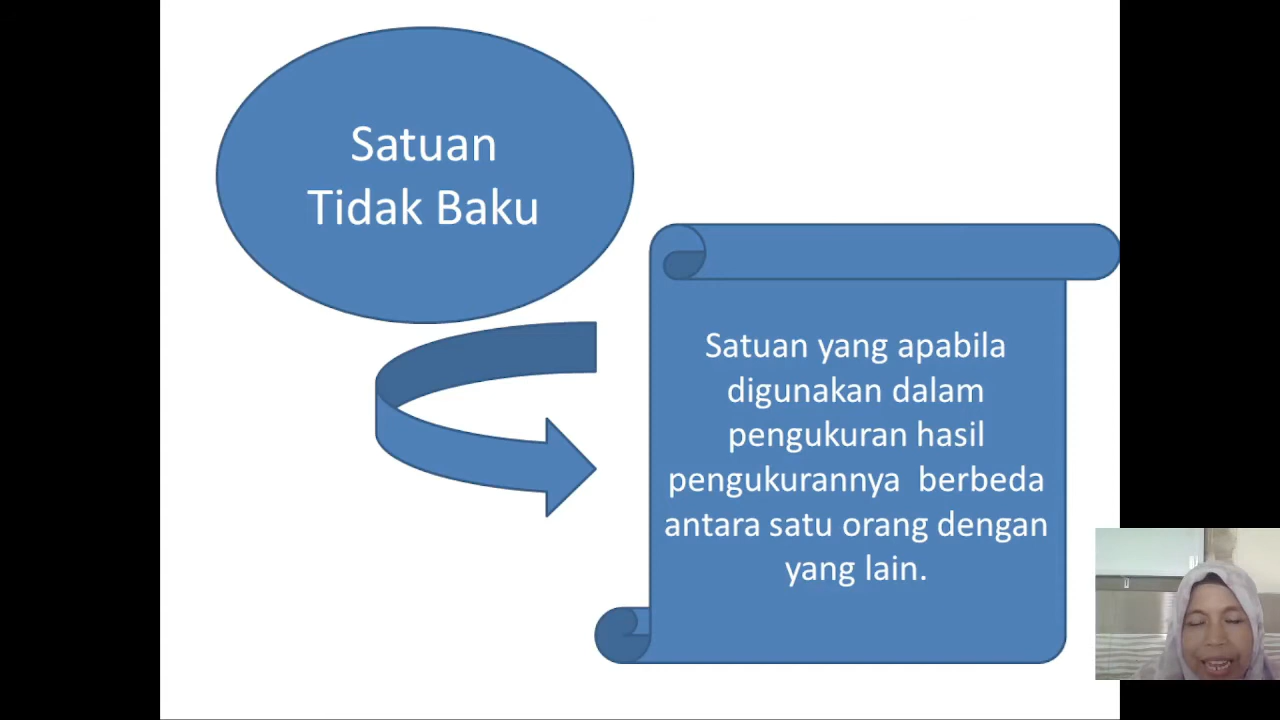 Satuan
Tidak Baku
Satuan yang apabila
digunakan dalam
pengukuran hasil
pengukurannya berbeda
antara satu orang dengan
yang lain.